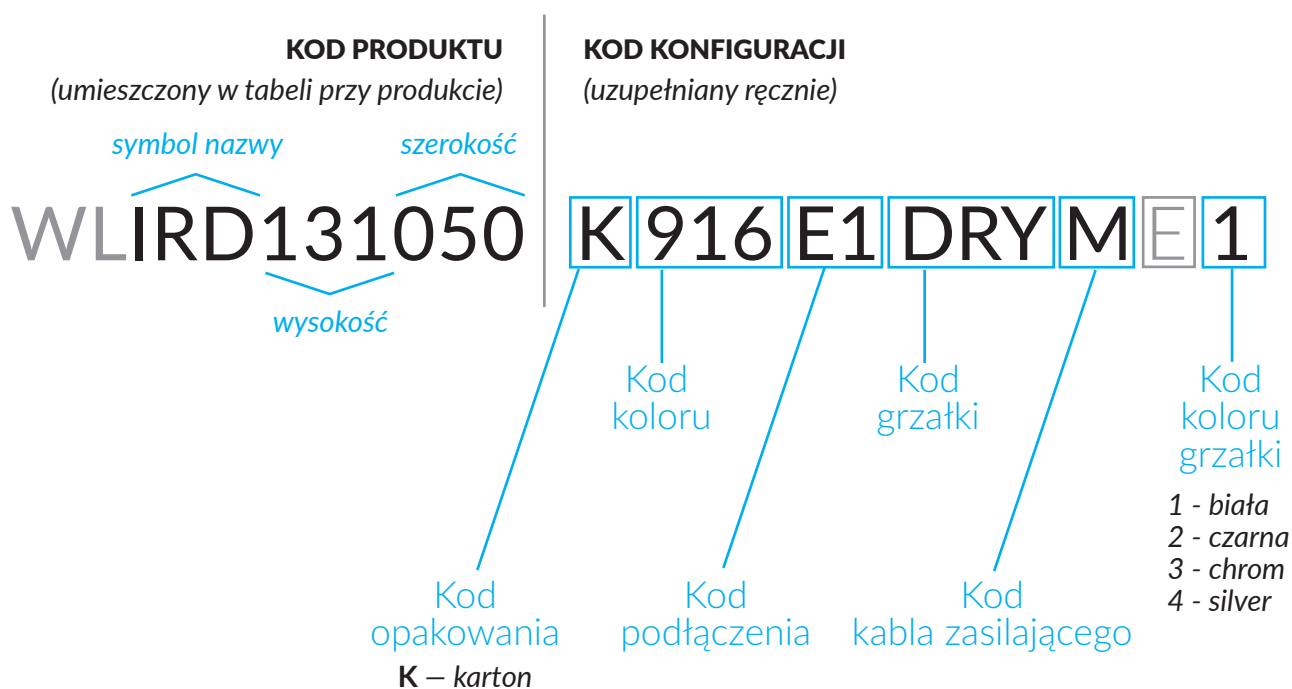 KOD PRODUKTU
(umieszczony w tabeli przy produkcie)
KOD KONFIGURACJI
(uzupełniany ręcznie)
symbol nazwy
szerokość
WLIRD131050
K 916 E1 DRY M E 1
wysokość
Kod
koloru
Kod
grzałki
Kod
koloru
grzałki
1 - biała
2 - czarna
3 - chrom
4 - silver
Kod
opakowania
K – karton
Kod
podłączenia
Kod
kabla zasilającego